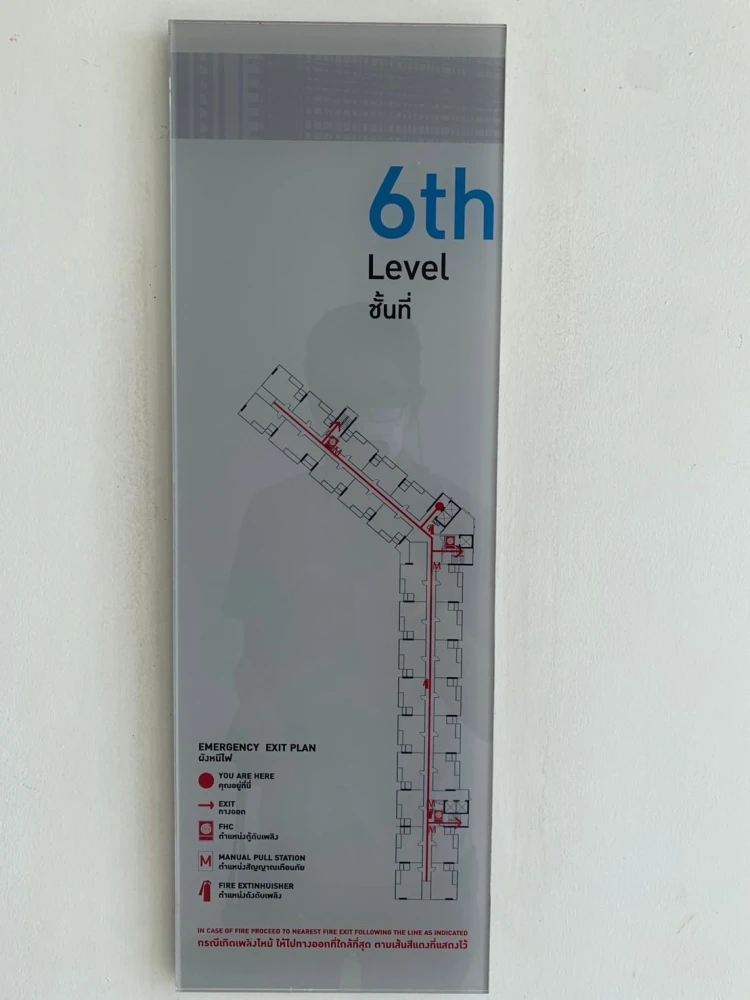 6th
Level
ชั้นที่
M
M
M
M
EMERGENCY EXIT PLAN
ผังหนีไฟ
YOU ARE HERE
คุณอยู่ที่นี่
EXIT
ทางออก
FHC
ตำแหน่งตู้ดับเพลิง
M
MANUAL PULL STATION
ตำแหน่งสัญญาณเตือนภัย
FIRE EXTINHUISHER
ตำแหน่งถังดับเพลิง
IN CASE OF FIRE PROCEED TO NEAREST FIRE EXIT FOLLOWING THE LINE AS INDICATED
กรณีเกิดเพลิงไหม้ ให้ไปทางออกที่ใกล้ที่สุด ตามเส้นสีแดงที่แสดงไว้